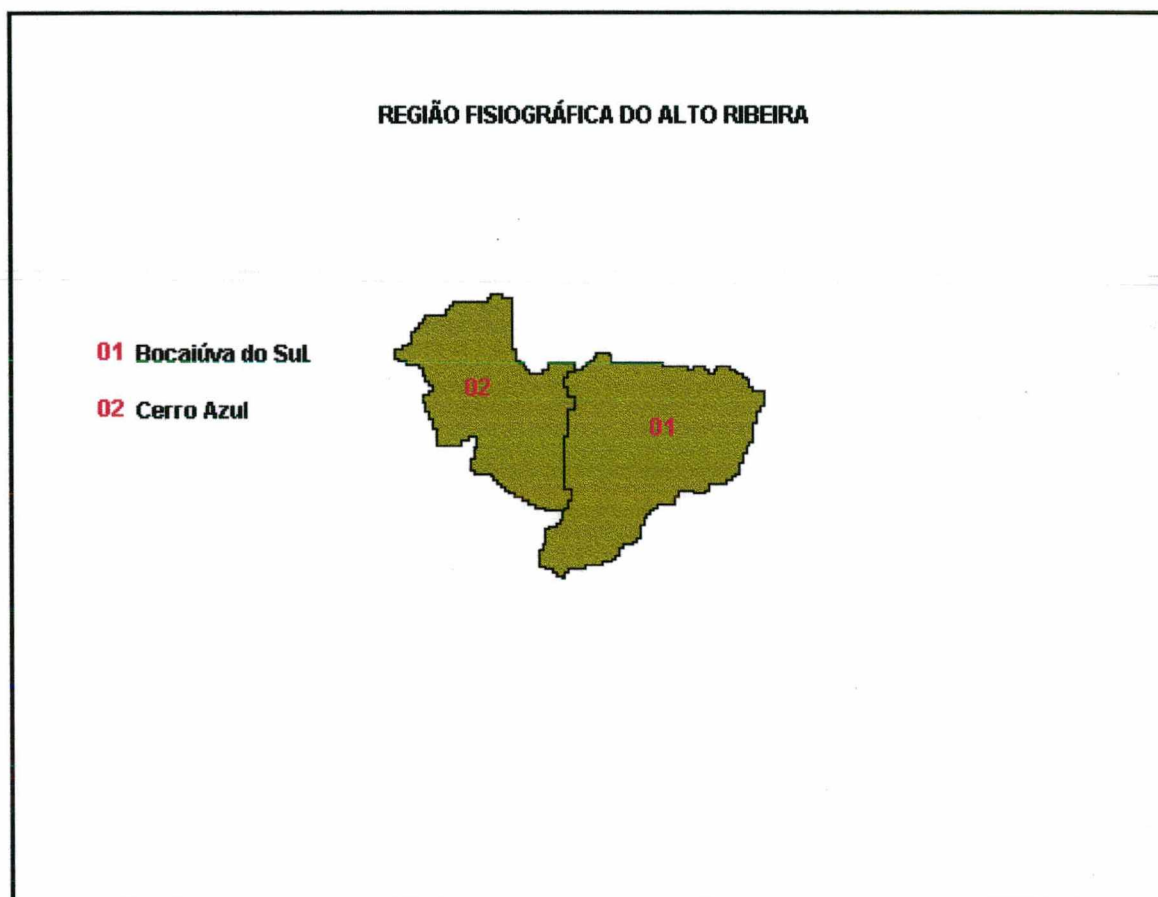 REGIÃO FISIOGRÁFICA DO ALTO RIBEIRA
01 Bocaiúva do Sul
02 Cerro Azul
02
01